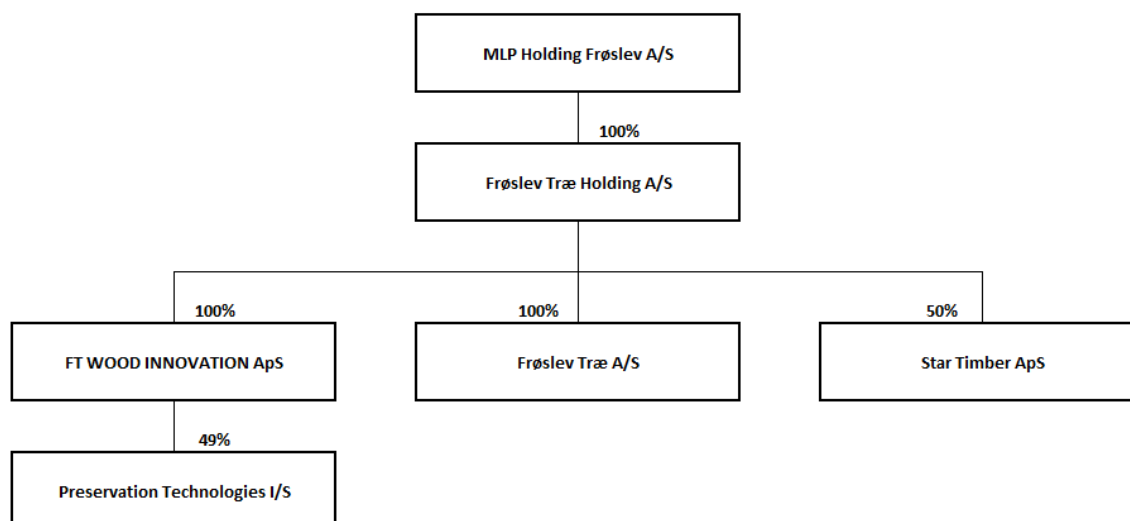 MLP Holding Frøslev A/S
100%
Frøslev Træ Holding A/S
100%
100%
50%
FT WOOD INNOVATION ApS
Frøslev Træ A/S
Star Timber ApS
49%
Preservation Technologies I/S